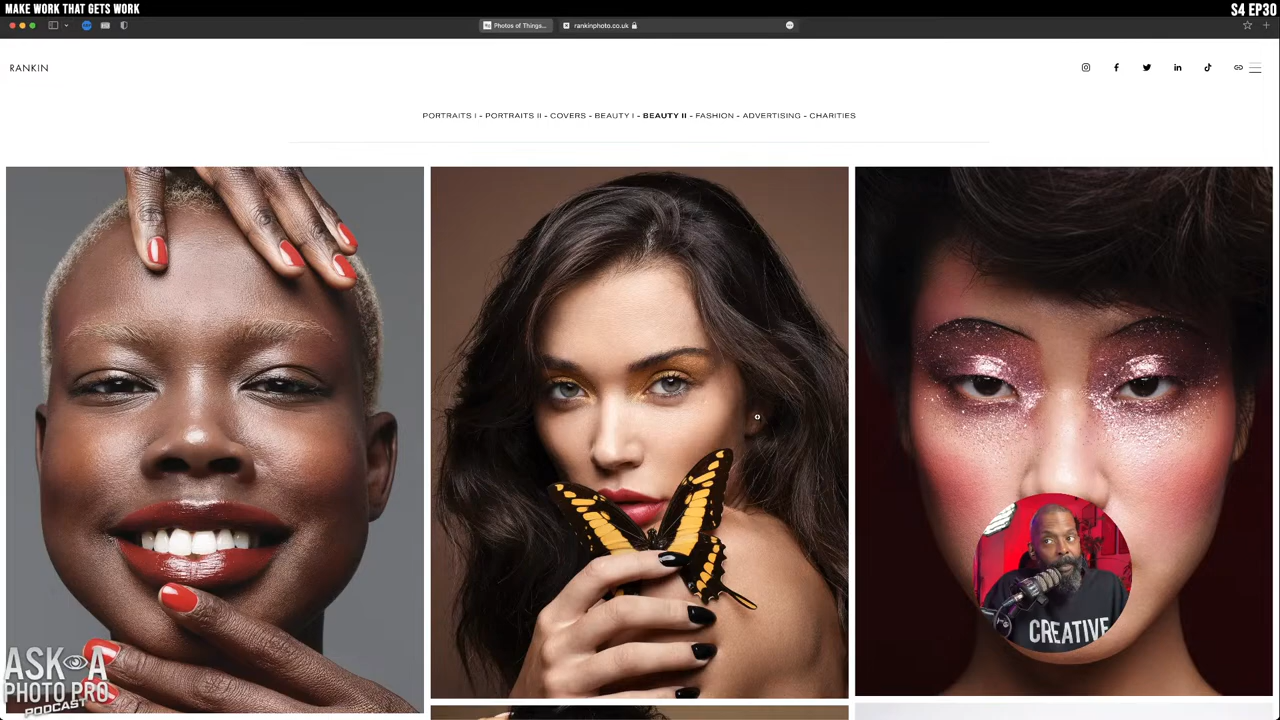 MAKE WORK THAT GETS WORK
S4 EP30
Photos of Things...
rankinphoto.co.uk
RANKIN
PORTRAITS I - PORTRAITS II - COVERS - BEAUTY I - BEAUTY II - FASHION - ADVERTISING - CHARITIES
CREATIVE
ASK A
PHOTO PRO
PODCAST